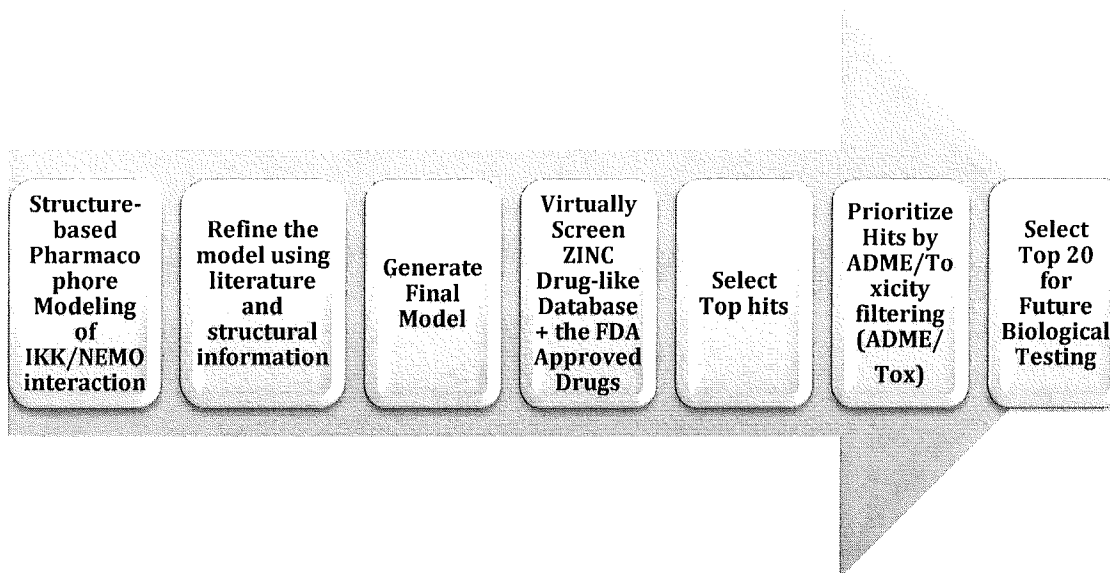 Structure-
based
Pharmaco
phore
Modeling
of
IKK/NEMO
interaction
Refine the
model using
literature
and
structural
information
Generate
Final
Model
Virtually
Screen
ZINC
Drug-like
Database
+ the FDA
Approved
Drugs
Select
Top hits
Prioritize
Hits by
ADME/To
xicity
filtering
(ADME/
Tox)
Select
Top 20
for
Future
Biological
Testing